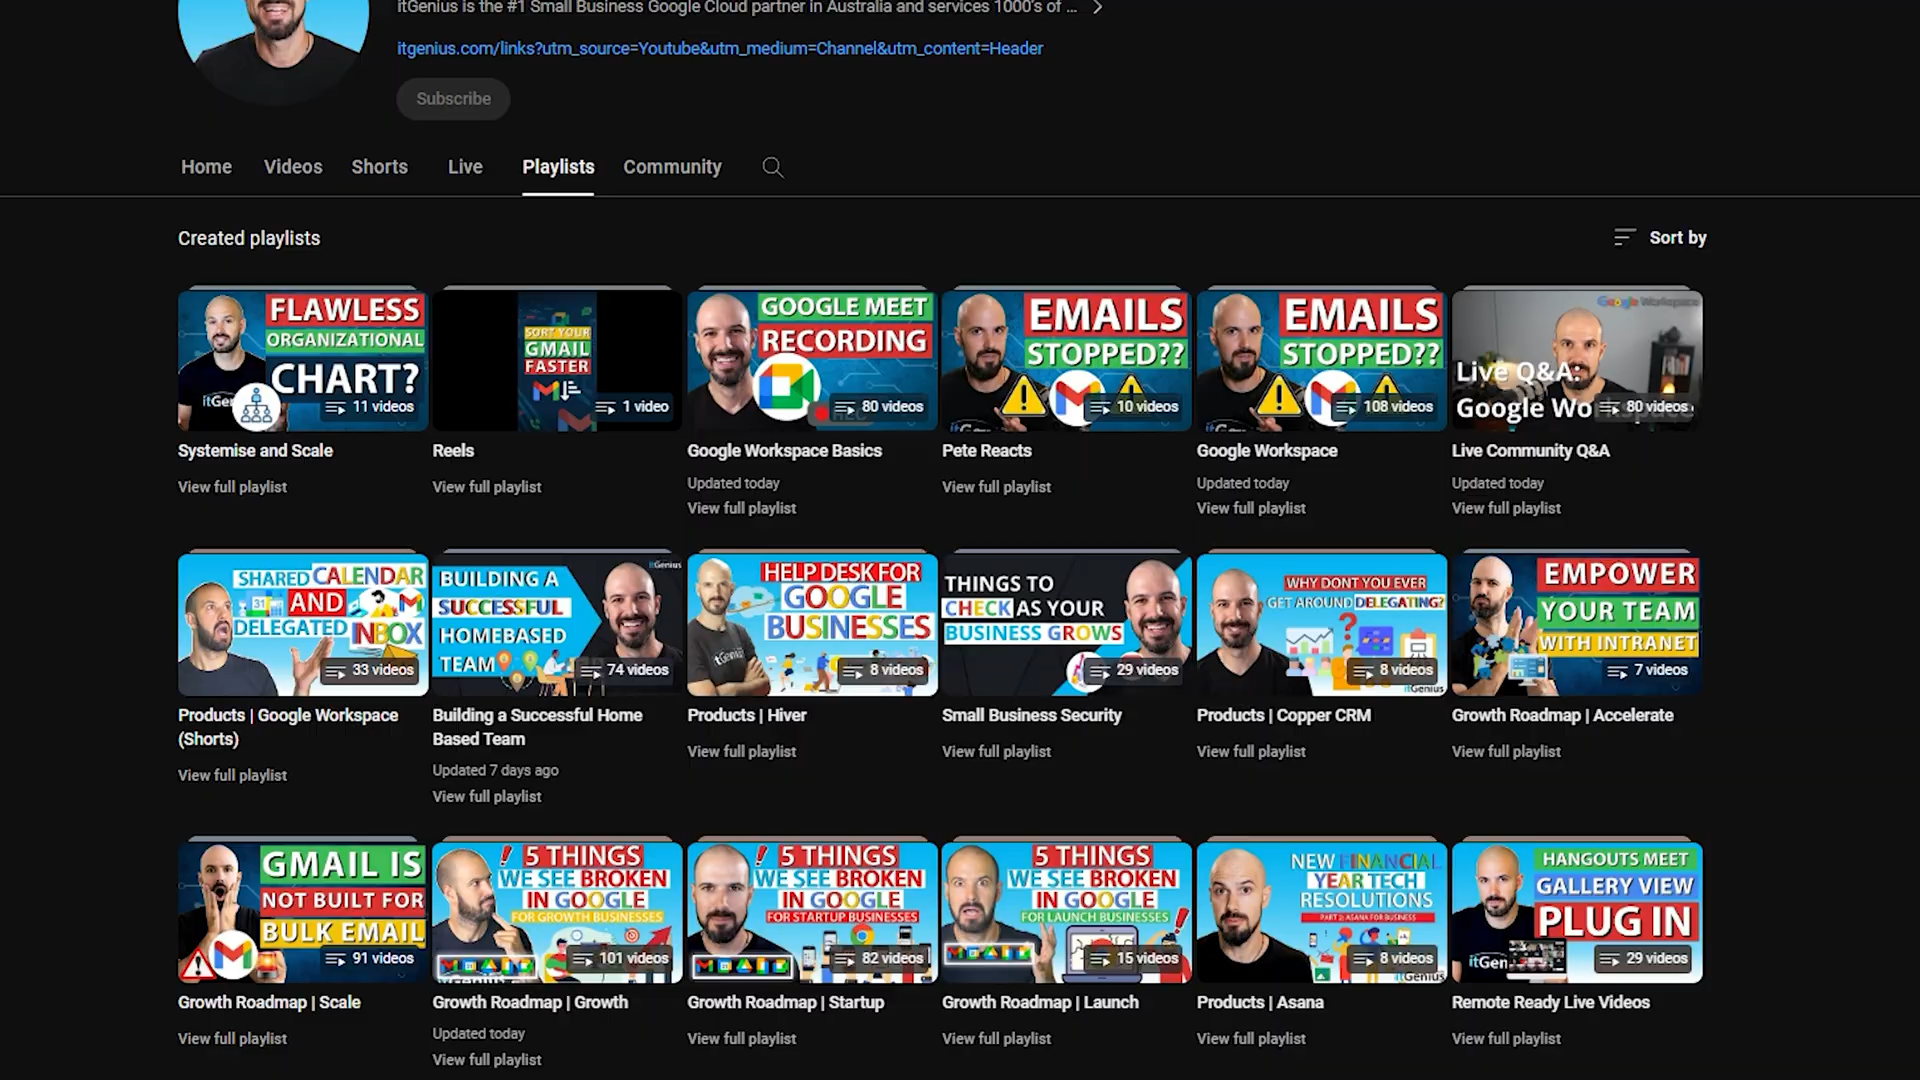 itGenius is the #1 Small Business Google Cloud partner in Australia and services 1000's of ...
itgenius.com/links?utm_source=Youtube&utm_medium=Channel&utm_content=Header
Subscribe
Home Videos Shorts Live Playlists Community
Created playlists
Sort by
FLAWLESS
ORGANIZATIONAL
CHART?
11 videos
Systemise and Scale
View full playlist
SORT YOUR
GMAIL
FASTER
1 video
Reels
View full playlist
GOOGLE MEET
RECORDING
80 videos
Google Workspace Basics
Updated today
View full playlist
EMAILS
STOPPED??
10 videos
Pete Reacts
View full playlist
EMAILS
STOPPED??
108 videos
Google Workspace
Updated today
View full playlist
Google Workspace
Live Q&A:
Google Wo
80 videos
Live Community Q&A
Updated today
View full playlist
SHARED CALENDAR
AND
DELEGATED INBOX
33 videos
Products | Google Workspace
(Shorts)
View full playlist
itGenius
BUILDING A
SUCCESSFUL
HOMEBASED
TEAM
74 videos
Building a Successful Home
Based Team
Updated 7 days ago
View full playlist
HELP DESK FOR
GOOGLE
BUSINESSES
8 videos
Products | Hiver
View full playlist
THINGS TO
CHECK AS YOUR
BUSINESS GROWS
29 videos
Small Business Security
View full playlist
WHY DONT YOU EVER
GET AROUND DELEGATING?
8 videos
itGenius
Products | Copper CRM
View full playlist
EMPOWER
YOUR TEAM
WITH INTRANET
7 videos
Growth Roadmap | Accelerate
View full playlist
GMAIL IS
NOT BUILT FOR
BULK EMAIL
91 videos
Growth Roadmap | Scale
View full playlist
5 THINGS
WE SEE BROKEN
IN GOOGLE
FOR GROWTH BUSINESSES
101 videos
Growth Roadmap | Growth
Updated today
View full playlist
5 THINGS
WE SEE BROKEN
IN GOOGLE
FOR STARTUP BUSINESSES
82 videos
Growth Roadmap | Startup
View full playlist
5 THINGS
WE SEE BROKEN
IN GOOGLE
FOR LAUNCH BUSINESSES
15 videos
Growth Roadmap | Launch
View full playlist
NEW FINANCIAL
YEAR TECH
RESOLUTIONS
PART 2: ASANA FOR BUSINESS
8 videos
itGenius
Products | Asana
View full playlist
HANGOUTS MEET
GALLERY VIEW
PLUG IN
itGen
29 videos
Remote Ready Live Videos
View full playlist